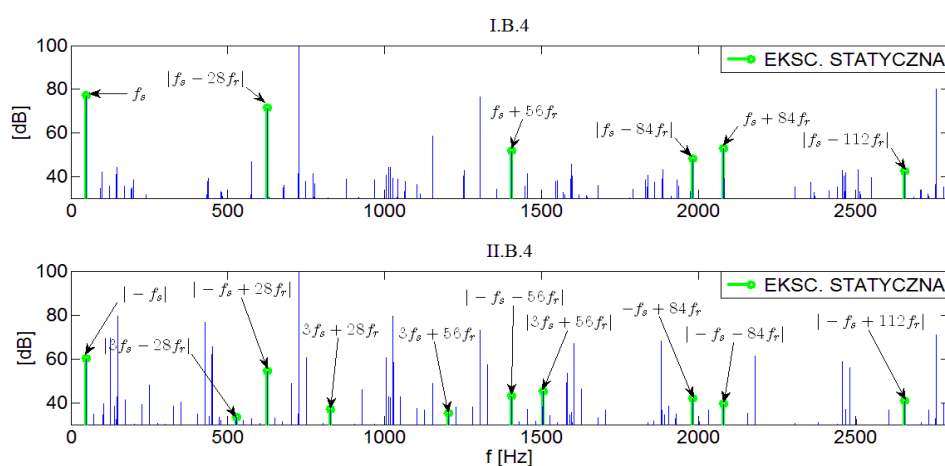 I.B.4
100
80
60
40
[dB]
f_s
|f_s − 28f_r|
f_s + 56f_r
|f_s − 84f_r|
f_s + 84f_r
|f_s − 112f_r|
EKSC. STATYCZNA
0 500 1000 1500 2000 2500
II.B.4
100
80
60
40
[dB]
| − f_s|
|3f_s − 28f_r|
| − f_s + 28f_r|
3f_s + 28f_r
3f_s + 56f_r
| − f_s − 56f_r|
|3f_s + 56f_r|
−f_s + 84f_r
| − f_s − 84f_r|
| − f_s + 112f_r|
EKSC. STATYCZNA
0 500 1000 1500 2000 2500
f [Hz]